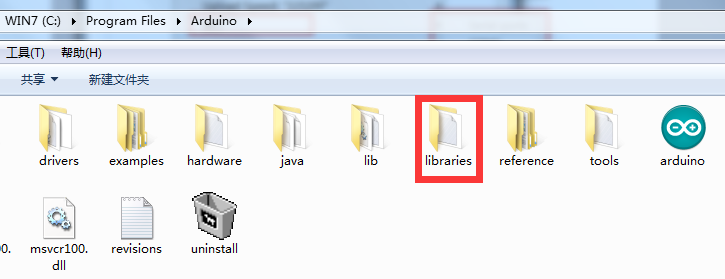 WIN7 (C:) Program Files Arduino
工具(T) 帮助(H)
共享 新建文件夹
drivers examples hardware java lib libraries reference tools arduino
00. msvcr100. revisions uninstall
dll